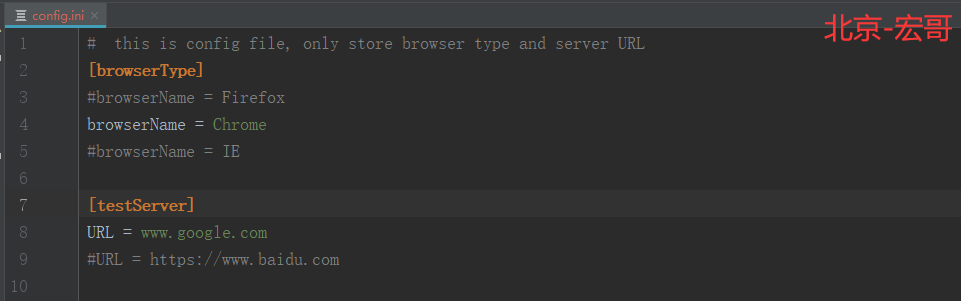 config.ini
北京-宏哥
1 # this is config file, only store browser type and server URL
2 [browserType]
3 #browserName = Firefox
4 browserName = Chrome
5 #browserName = IE
6
7 [testServer]
8 URL = www.google.com
9 #URL = https://www.baidu.com
10